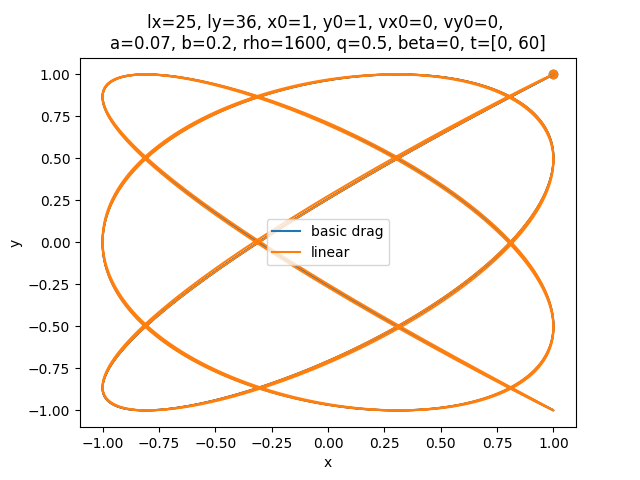 lx=25, ly=36, x0=1, y0=1, vx0=0, vy0=0,
a=0.07, b=0.2, rho=1600, q=0.5, beta=0, t=[0, 60]
1.00
0.75
0.50
0.25
0.00
−0.25
−0.50
−0.75
−1.00
y
basic drag
linear
−1.00 −0.75 −0.50 −0.25 0.00 0.25 0.50 0.75 1.00
x